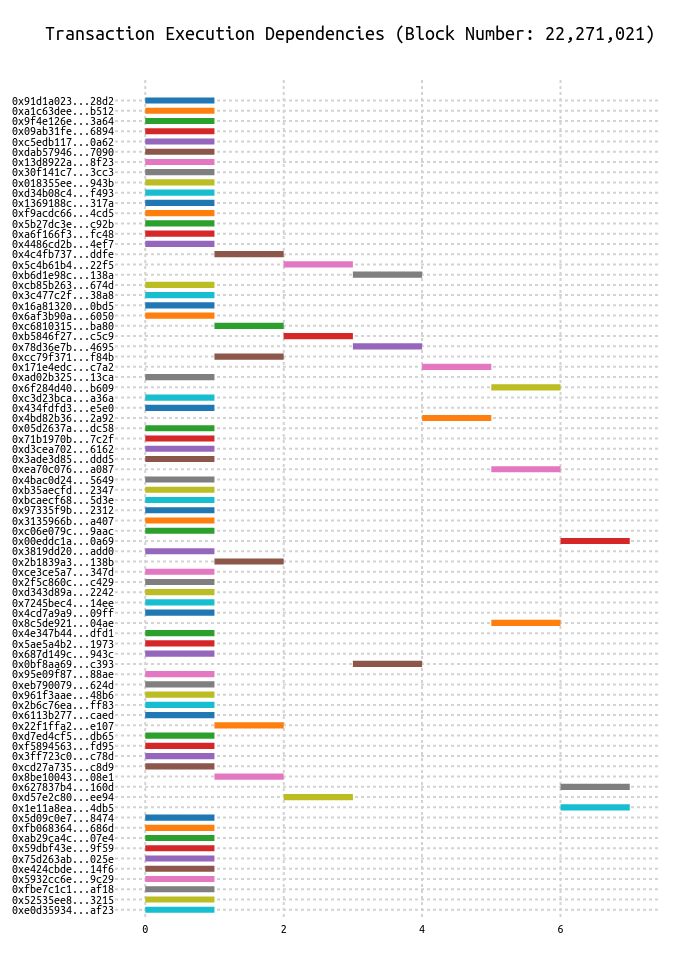 Transaction Execution Dependencies (Block Number: 22,271,021)
0x91d1a023...28d2
0xa1c63dee...b512
0x9f4e126e...3a64
0x09ab31fe...6894
0xc5edb117...0a62
0xdab57946...7090
0x13d8922a...8f23
0x30f141c7...3cc3
0x018355ee...943b
0xd34b08c4...f493
0x1369188c...317a
0xf9acdc66...4cd5
0x5b27dc3e...c92b
0xa6f166f3...fc48
0x4486cd2b...4ef7
0x4c4fb737...ddfe
0x5c4b61b4...22f5
0xb6d1e98c...138a
0xcb85b263...674d
0x3c477c2f...38a8
0x16a81320...0bd5
0x6af3b90a...6050
0xc6810315...ba80
0xb5846f27...c5c9
0x78d36e7b...4695
0xcc79f371...f84b
0x171e4edc...c7a2
0xad02b325...13ca
0x6f284d40...b609
0xc3d23bca...a36a
0x434fdfd3...e5e0
0x4bd82b36...2a92
0x05d2637a...dc58
0x71b1970b...7c2f
0xd3cea702...6162
0x3ade3d85...ddd5
0xea70c076...a087
0x4bac0d24...5649
0xb35aecfd...2347
0xbcaecf68...5d3e
0x97335f9b...2312
0x3135966b...a407
0xc06e079c...9aac
0x00eddc1a...0a69
0x3819dd20...add0
0x2b1839a3...138b
0xce3ce5a7...347d
0x2f5c860c...c429
0xd343d89a...2242
0x7245bec4...14ee
0x4cd7a9a9...09ff
0x8c5de921...04ae
0x4e347b44...dfd1
0x5ae5a4b2...1973
0x687d149c...943c
0x0bf8aa69...c393
0x95e09f87...88ae
0xeb790079...624d
0x961f3aae...48b6
0x2b6c76ea...ff83
0x6113b277...caed
0x22f1ffa2...e107
0xd7ed4cf5...db65
0xf5894563...fd95
0x3ff723c0...c78d
0xcd27a735...c8d9
0x8be10043...08e1
0x627837b4...160d
0xd57e2c80...ee94
0x1e11a8ea...4db5
0x5d09c0e7...8474
0xfb068364...686d
0xab29ca4c...07e4
0x59dbf43e...9f59
0x75d263ab...025e
0xe424cbde...14f6
0x5932cc6e...9c29
0xfbe7c1c1...af18
0x52535ee8...3215
0xe0d35934...af23
0 2 4 6